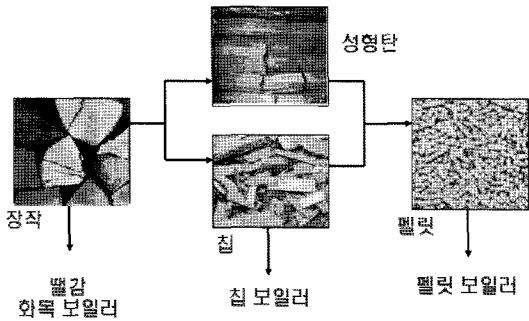 성형탄
장작
칩
펠릿
땔감
화목 보일러
칩 보일러
펠릿 보일러